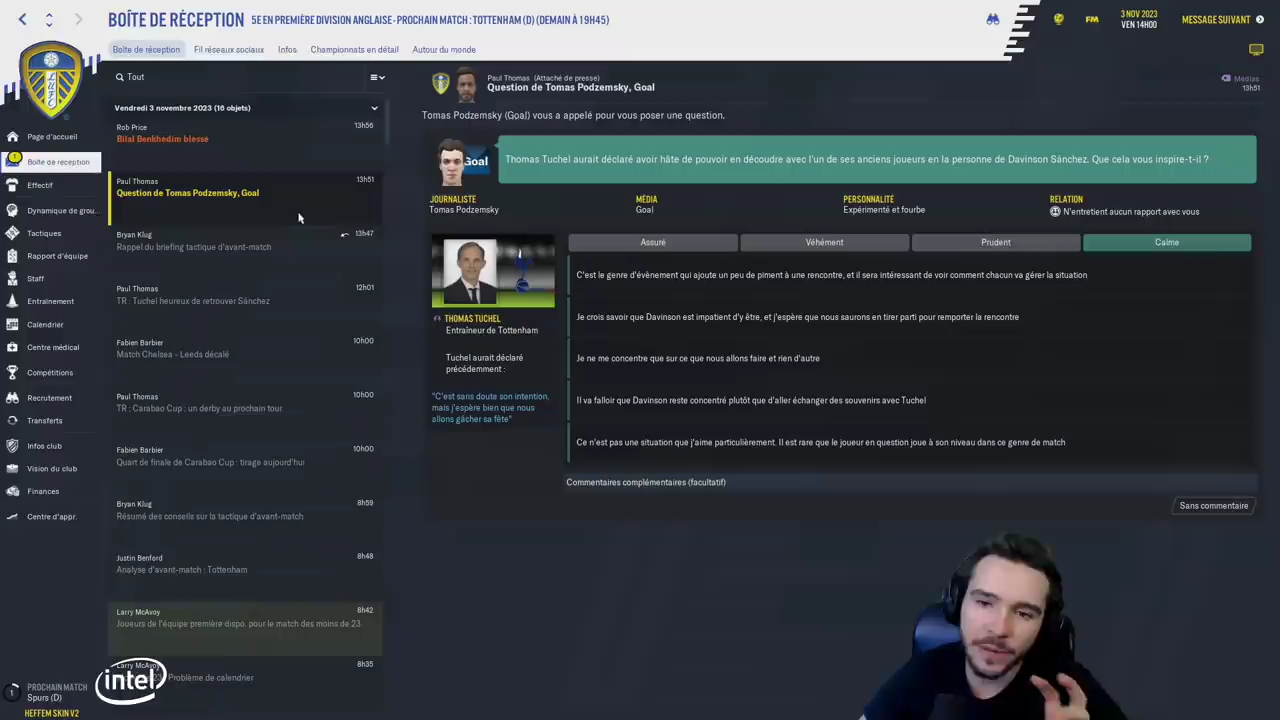 BOÎTE DE RÉCEPTION
5E EN PREMIÈRE DIVISION ANGLAISE - PROCHAIN MATCH : TOTTENHAM (D) (DEMAIN À 19H45)
FM
3 NOV 2023
VEN 14H00
MESSAGE SUIVANT
Boîte de réception
Fil réseaux sociaux
Infos
Championnats en détail
Autour du monde
Page d'accueil
Boîte de réception
Effectif
Dynamique de grou...
Tactiques
Rapport d'équipe
Staff
Entraînement
Calendrier
Centre médical
Compétitions
Recrutement
Transferts
Infos club
Vision du club
Finances
Centre d'appr.
1
PROCHAIN MATCH
Spurs (D)
HEFFEM SKIN V2
intel
Tout
Vendredi 3 novembre 2023 (16 objets)
Rob Price
13h56
Bilal Benkhedim blessé
Paul Thomas
13h51
Question de Tomas Podzemsky, Goal
Bryan Klug
13h47
Rappel du briefing tactique d'avant-match
Paul Thomas
12h01
TR : Tuchel heureux de retrouver Sánchez
Fabien Barbier
10h00
Match Chelsea - Leeds décalé
Paul Thomas
10h00
TR : Carabao Cup : un derby au prochain tour
Fabien Barbier
10h00
Quart de finale de Carabao Cup : tirage aujourd'hui
Bryan Klug
8h59
Résumé des conseils sur la tactique d'avant-match
Justin Benford
8h48
Analyse d'avant-match : Tottenham
Larry McAvoy
8h42
Joueurs de l'équipe première dispo. pour le match des moins de 23
Larry McAvoy
8h35
Problème de calendrier
Paul Thomas (Attaché de presse)
Question de Tomas Podzemsky, Goal
Médias
13h51
Tomas Podzemsky (Goal) vous a appelé pour vous poser une question.
Goal
Thomas Tuchel aurait déclaré avoir hâte de pouvoir en découdre avec l'un de ses anciens joueurs en la personne de Davinson Sánchez. Que cela vous inspire-t-il ?
JOURNALISTE
Tomas Podzemsky
MÉDIA
Goal
PERSONNALITÉ
Expérimenté et fourbe
RELATION
N'entretient aucun rapport avec vous
THOMAS TUCHEL
Entraîneur de Tottenham
Tuchel aurait déclaré
précédemment :
"C'est sans doute son intention,
mais j'espère bien que nous
allons gâcher sa fête"
Assuré
Véhément
Prudent
Calme
C'est le genre d'évènement qui ajoute un peu de piment à une rencontre, et il sera intéressant de voir comment chacun va gérer la situation
Je crois savoir que Davinson est impatient d'y être, et j'espère que nous saurons en tirer parti pour remporter la rencontre
Je ne me concentre que sur ce que nous allons faire et rien d'autre
Il va falloir que Davinson reste concentré plutôt que d'aller échanger des souvenirs avec Tuchel
Ce n'est pas une situation que j'aime particulièrement. Il est rare que le joueur en question joue à son niveau dans ce genre de match
Commentaires complémentaires (facultatif)
Sans commentaire